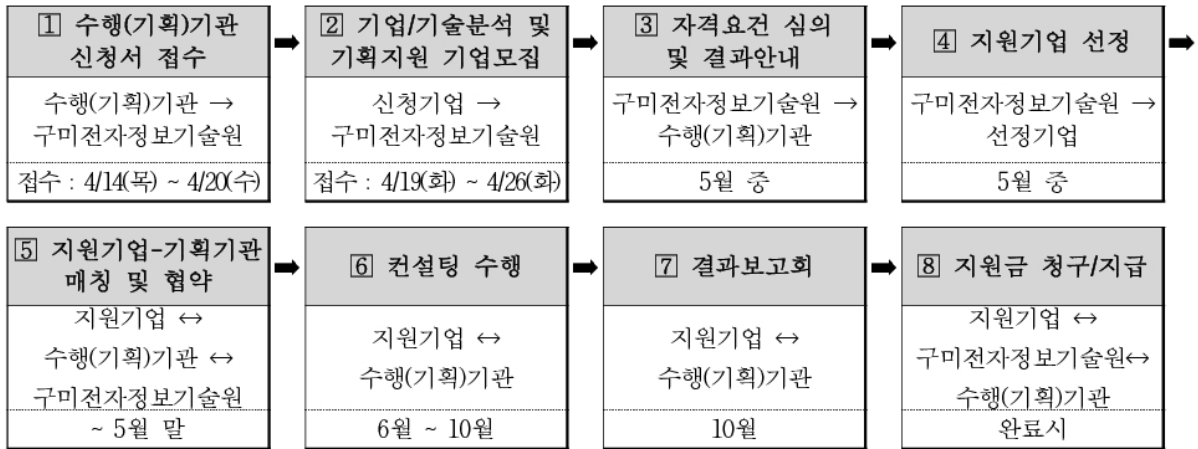 1 수행(기획)기관
신청서 접수
수행(기획)기관 →
구미전자정보기술원
접수 : 4/14(목) ~ 4/20(수)
2 기업/기술분석 및
기획지원 기업모집
신청기업 →
구미전자정보기술원
접수 : 4/19(화) ~ 4/26(화)
3 자격요건 심의
및 결과안내
구미전자정보기술원 →
수행(기획)기관
5월 중
4 지원기업 선정
구미전자정보기술원 →
선정기업
5월 중
5 지원기업-기획기관
매칭 및 협약
지원기업 ↔
수행(기획)기관 ↔
구미전자정보기술원
~ 5월 말
6 컨설팅 수행
지원기업 ↔
수행(기획)기관
6월 ~ 10월
7 결과보고회
지원기업 ↔
수행(기획)기관
10월
8 지원금 청구/지급
지원기업 ↔
구미전자정보기술원↔
수행(기획)기관
완료시